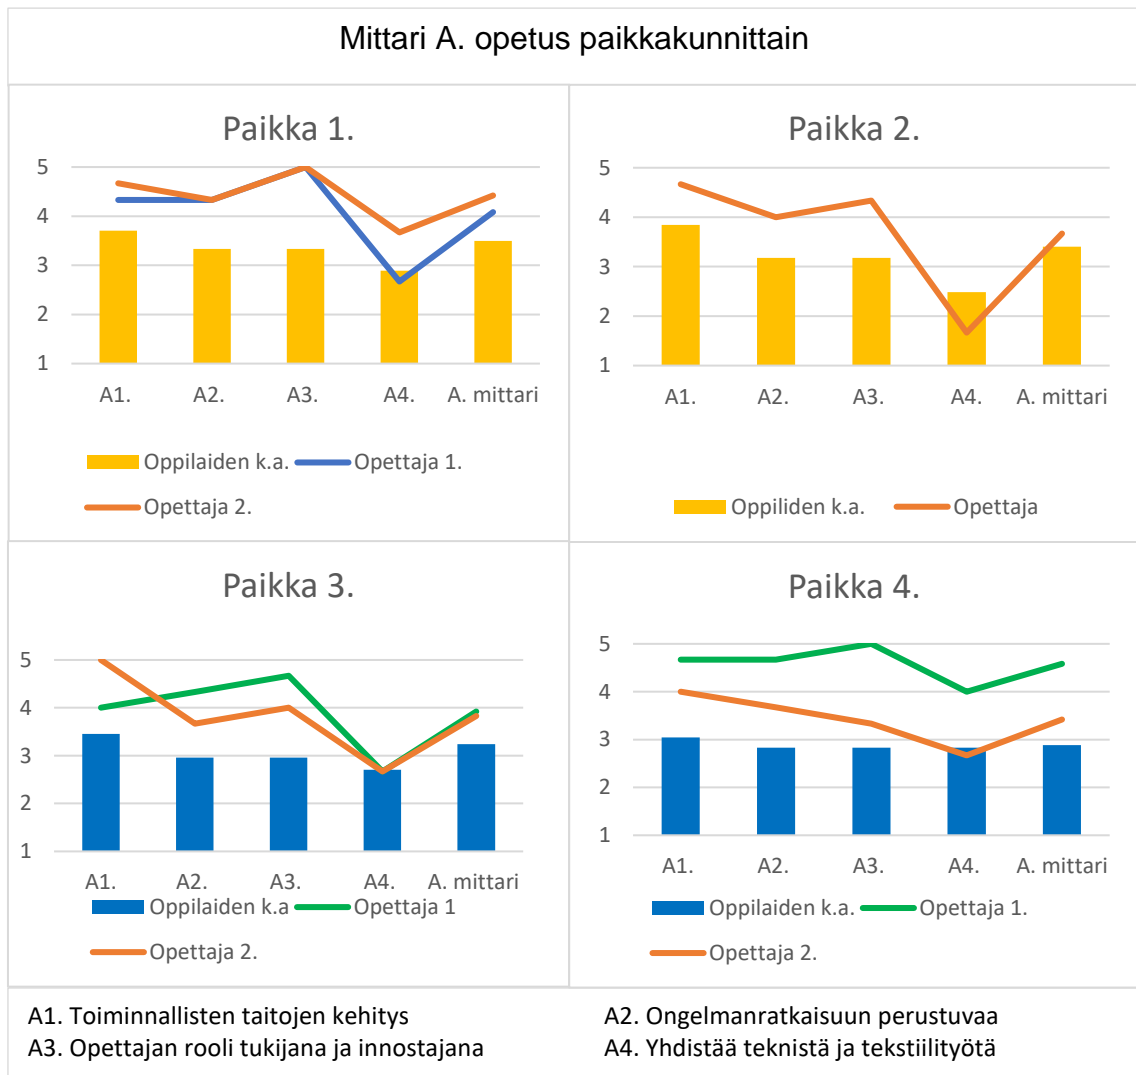 Mittari A. opetus paikkakunnittain
Paikka 1.
5
4
3
2
1
A1. A2. A3. A4. A. mittari
Oppilaiden k.a. Opettaja 1.
Opettaja 2.
Paikka 2.
5
4
3
2
1
A1. A2. A3. A4. A. mittari
Oppiliden k.a. Opettaja
Paikka 3.
5
4
3
2
1
A1. A2. A3. A4. A. mittari
Oppilaiden k.a Opettaja 1
Opettaja 2.
Paikka 4.
5
4
3
2
1
A1. A2. A3. A4. A. mittari
Oppilaiden k.a. Opettaja 1.
Opettaja 2.
A1. Toiminnallisten taitojen kehitys A2. Ongelmanratkaisuun perustuvaa
A3. Opettajan rooli tukijana ja innostajana A4. Yhdistää teknistä ja tekstiilityötä